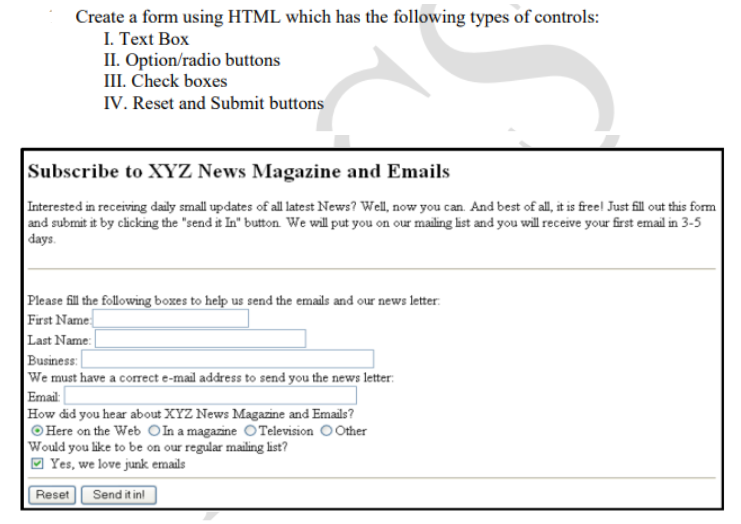 Create a form using HTML which has the following types of controls:
I. Text Box
II. Option/radio buttons
III. Check boxes
IV. Reset and Submit buttons
Subscribe to XYZ News Magazine and Emails
Interested in receiving daily small updates of all latest News? Well, now you can. And best of all, it is free! Just fill out this form
and submit it by clicking the "send it In" button. We will put you on our mailing list and you will receive your first email in 3-5
days.
Please fill the following boxes to help us send the emails and our news letter:
First Name:
Last Name:
Business:
We must have a correct e-mail address to send you the news letter:
Email:
How did you hear about XYZ News Magazine and Emails?
Here on the Web In a magazine Television Other
Would you like to be on our regular mailing list?
Yes, we love junk emails
Reset Send it in!